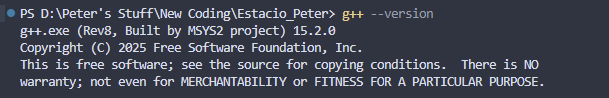 PS D:\Peter's Stuff\New Coding\Estacio_Peter> g++ --version
g++.exe (Rev8, Built by MSYS2 project) 15.2.0
Copyright (C) 2025 Free Software Foundation, Inc.
This is free software; see the source for copying conditions.  There is NO
warranty; not even for MERCHANTABILITY or FITNESS FOR A PARTICULAR PURPOSE.